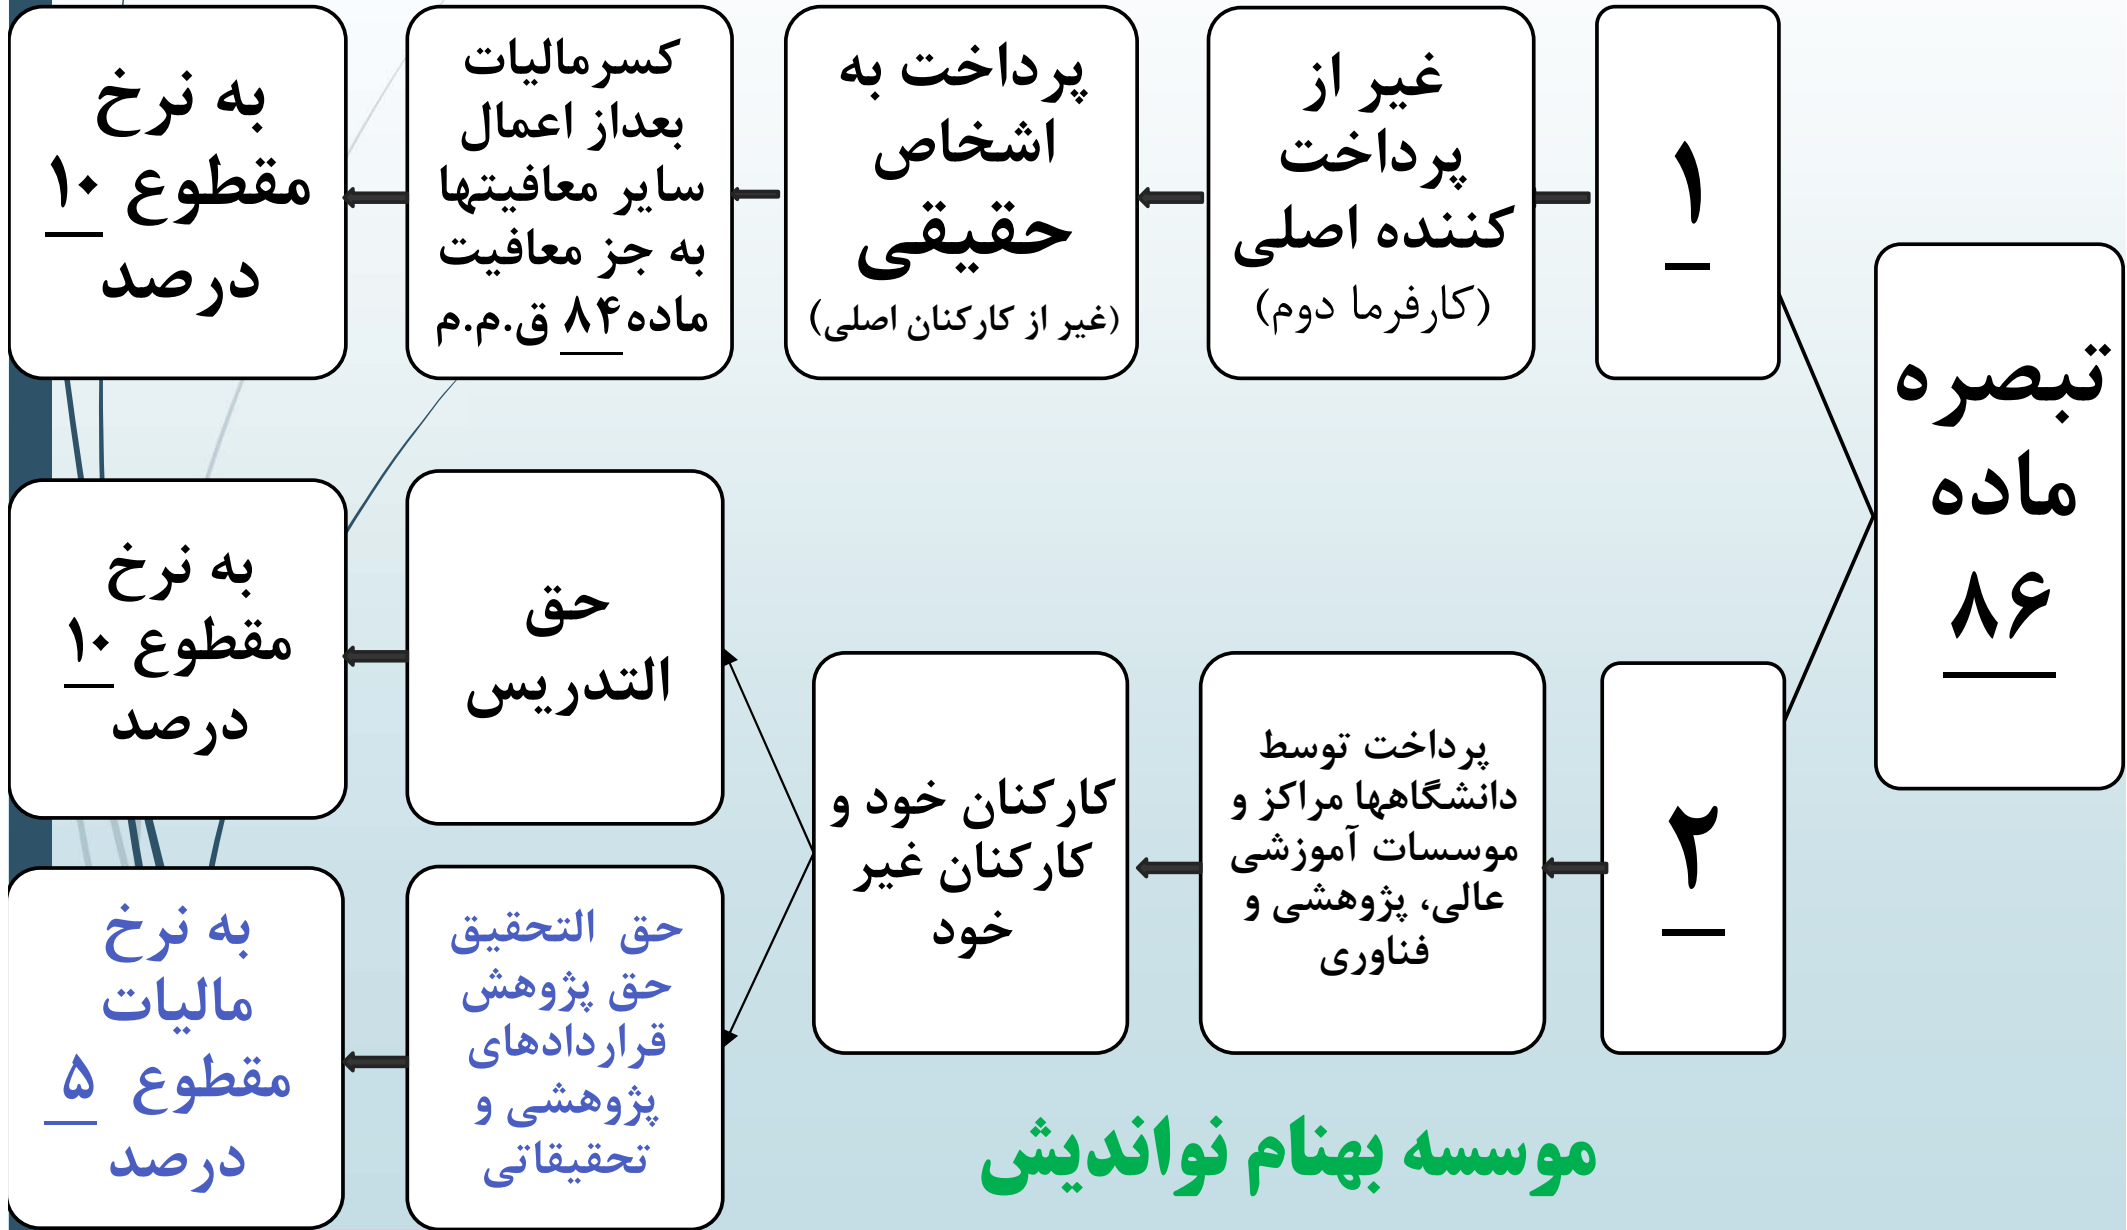 تبصره
ماده
۸۶
۱
غیر از
پرداخت
کننده اصلی
(کارفرما دوم)
پرداخت به
اشخاص
حقیقی
(غیر از کارکنان اصلی)
کسرمالیات
بعداز اعمال
سایر معافیتها
به جز معافیت
ماده۸۴ ق.م.م
به نرخ
مقطوع ۱۰
درصد
۲
پرداخت توسط
دانشگاهها مراکز و
موسسات آموزشی
عالی، پژوهشی و
فناوری
کارکنان خود و
کارکنان غیر
خود
حق
التدریس
به نرخ
مقطوع ۱۰
درصد
حق التحقیق
حق پژوهش
قراردادهای
پژوهشی و
تحقیقاتی
به نرخ
مالیات
مقطوع ۵
درصد
موسسه بهنام نواندیش